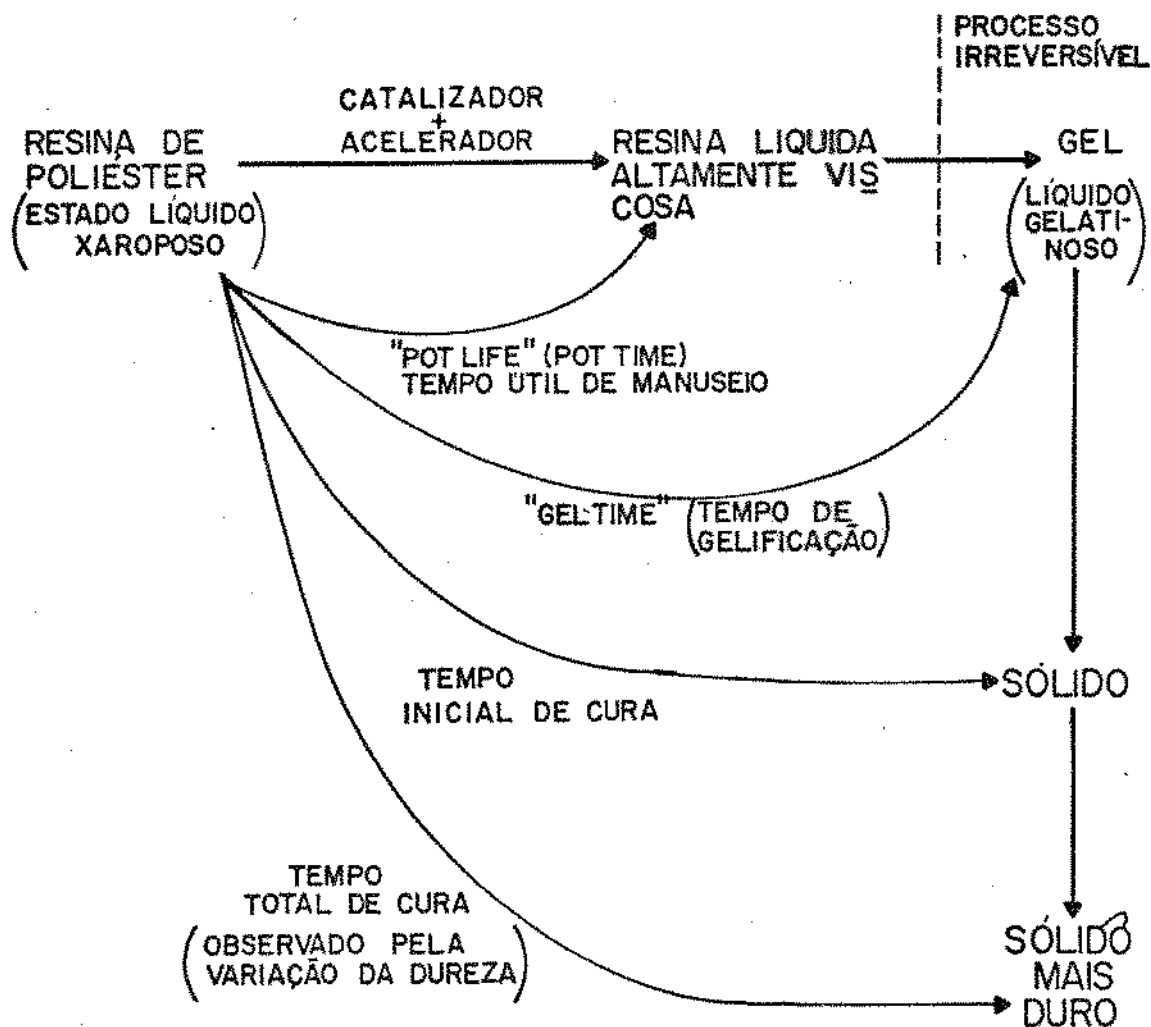 PROCESSO
IRREVERSÍVEL
CATALIZADOR
+
ACELERADOR
RESINA DE
POLIÉSTER
(ESTADO LÍQUIDO
XAROPOSO)
RESINA LIQUIDA
ALTAMENTE VIS
COSA
GEL
(LÍQUIDO
GELATI-
NOSO)
"POT LIFE" (POT TIME)
TEMPO ÚTIL DE MANUSEIO
"GEL TIME" (TEMPO DE
GELIFICAÇÃO)
TEMPO
INICIAL DE CURA
SÓLIDO
TEMPO
TOTAL DE CURA
(OBSERVADO PELA
VARIAÇÃO DA DUREZA)
SÓLIDO
MAIS
DURO